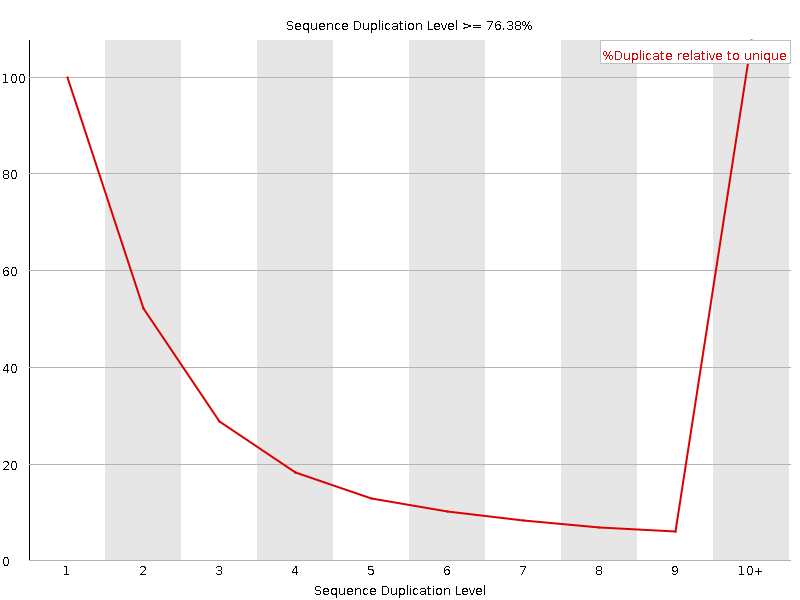 Sequence Duplication Level >= 76.38%
%Duplicate relative to unique
100
80
60
40
20
0
1 2 3 4 5 6 7 8 9 10+
Sequence Duplication Level